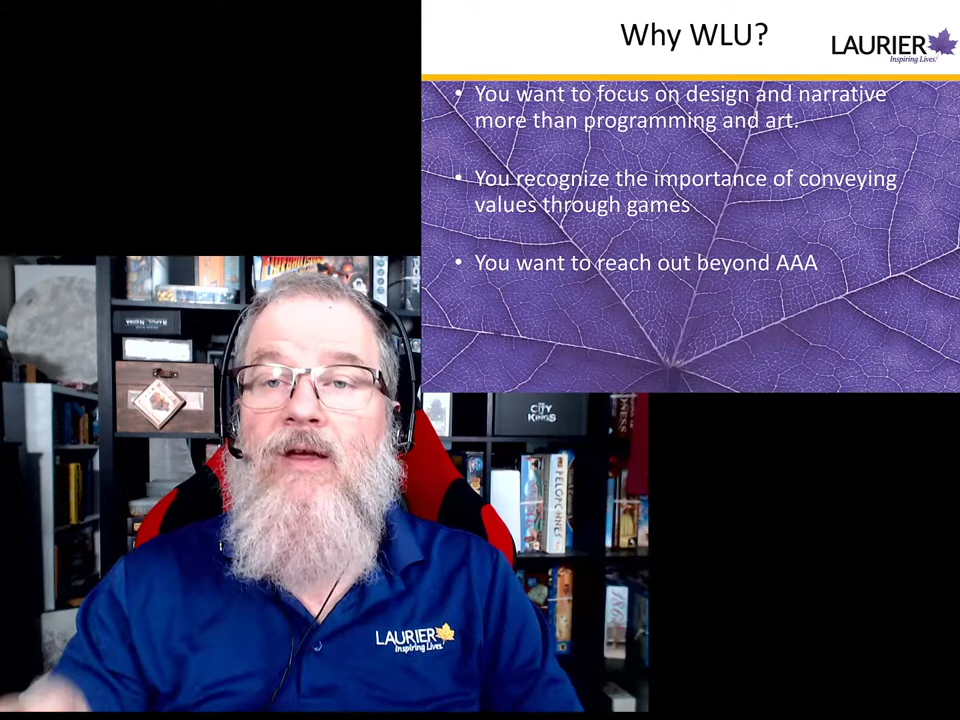 Why WLU?
LAURIER
Inspiring Lives!
• You want to focus on design and narrative
more than programming and art.
• You recognize the importance of conveying
values through games
• You want to reach out beyond AAA
THE
CITY
OF
KINGS
PELOPONNES
LAURIER
Inspiring Lives!